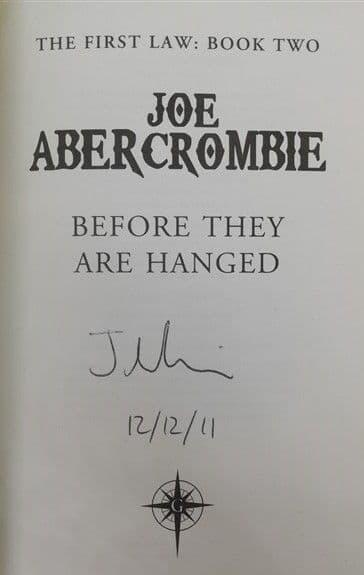 THE FIRST LAW: BOOK TWO
JOE
ABERCROMBIE
BEFORE THEY
ARE HANGED
12/12/11
G